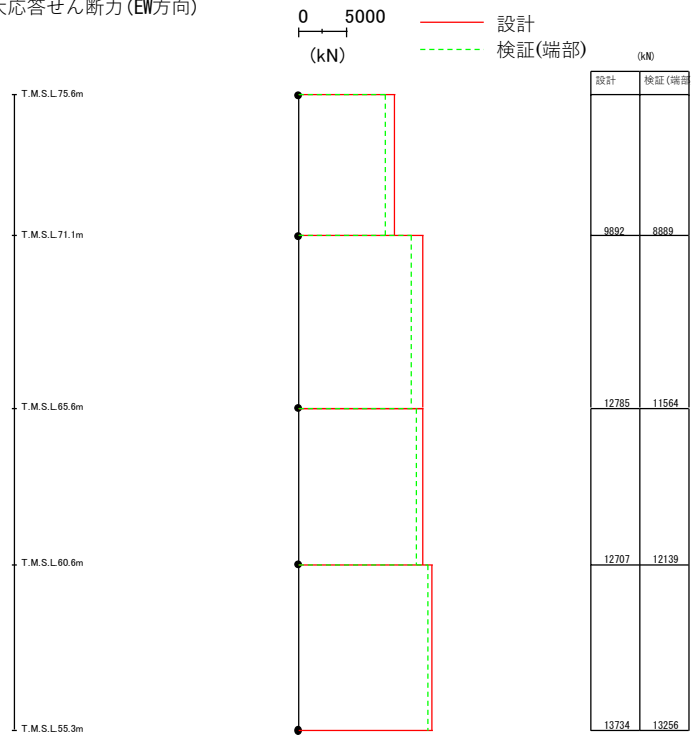 大応答せん断力(EW方向)
0 5000
(kN)
設計
検証(端部)
(kN)
設計 検証(端部
T.M.S.L.75.6m
T.M.S.L.71.1m
9892 8889
T.M.S.L.65.6m
12785 11564
T.M.S.L.60.6m
12707 12139
T.M.S.L.55.3m
13734 13256